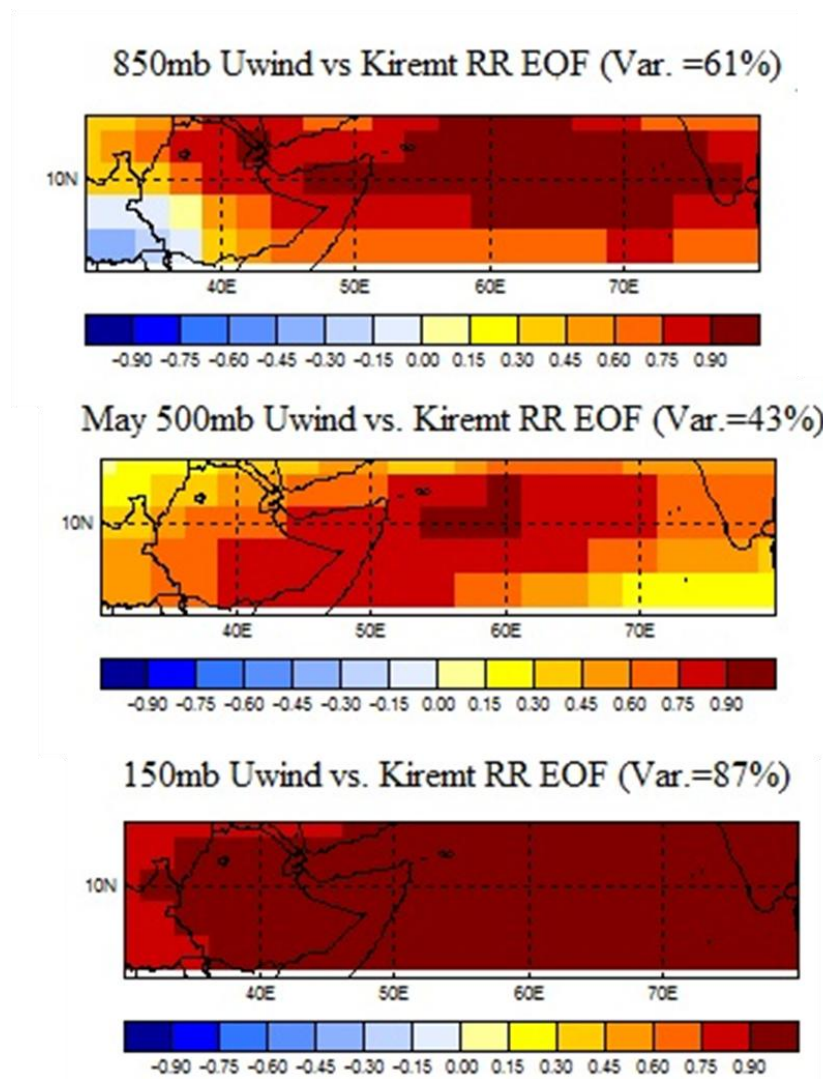 850mb Uwind vs Kiremt RR EOF (Var. =61%)
10N
40E 50E 60E 70E
-0.90 -0.75 -0.60 -0.45 -0.30 -0.15 0.00 0.15 0.30 0.45 0.60 0.75 0.90
May 500mb Uwind vs. Kiremt RR EOF (Var.=43%)
10N
40E 50E 60E 70E
-0.90 -0.75 -0.60 -0.45 -0.30 -0.15 0.00 0.15 0.30 0.45 0.60 0.75 0.90
150mb Uwind vs. Kiremt RR EOF (Var.=87%)
10N
40E 50E 60E 70E
-0.90 -0.75 -0.60 -0.45 -0.30 -0.15 0.00 0.15 0.30 0.45 0.60 0.75 0.90